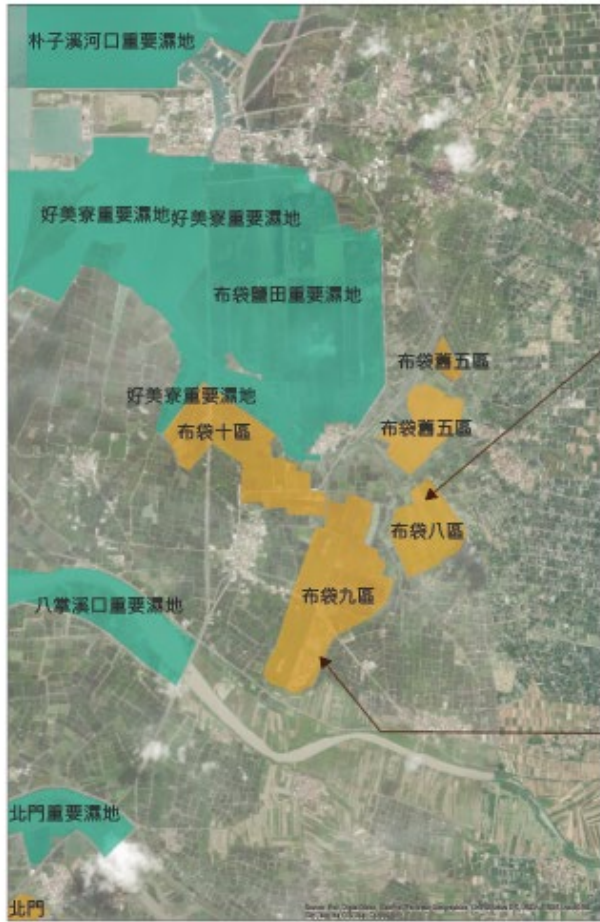 朴子溪河口重要濕地
好美寮重要濕地好美寮重要濕地
布袋鹽田重要濕地
布袋舊五區
好美寮重要濕地
布袋舊五區
布袋十區
布袋八區
布袋九區
八掌溪口重要濕地
北門重要濕地
北門